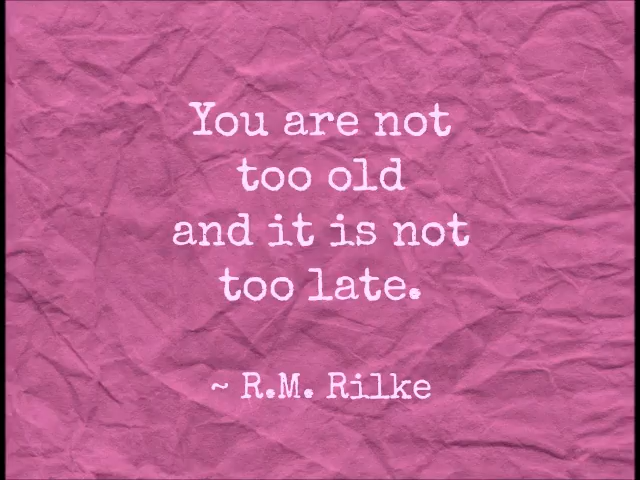 You are not
too old
and it is not
too late.
~ R.M. Rilke